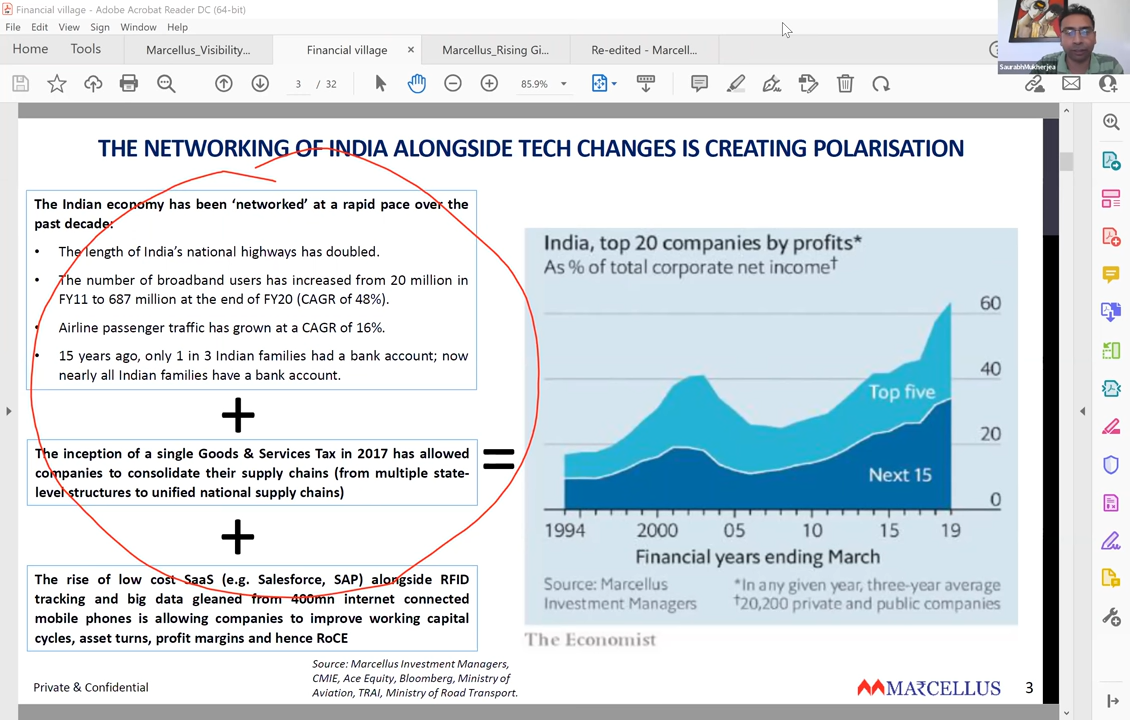 Financial village - Adobe Acrobat Reader DC (64-bit)
File Edit View Sign Window Help
Home Tools Marcellus_Visibility... Financial village × Marcellus_Rising Gi... Re-edited - Marcell...
3 / 32 85.9%
SaurabhMukherjea
THE NETWORKING OF INDIA ALONGSIDE TECH CHANGES IS CREATING POLARISATION
The Indian economy has been ‘networked’ at a rapid pace over the
past decade:
• The length of India’s national highways has doubled.
• The number of broadband users has increased from 20 million in
FY11 to 687 million at the end of FY20 (CAGR of 48%).
• Airline passenger traffic has grown at a CAGR of 16%.
• 15 years ago, only 1 in 3 Indian families had a bank account; now
nearly all Indian families have a bank account.
+
The inception of a single Goods & Services Tax in 2017 has allowed
companies to consolidate their supply chains (from multiple state-
level structures to unified national supply chains)
+
The rise of low cost SaaS (e.g. Salesforce, SAP) alongside RFID
tracking and big data gleaned from 400mn internet connected
mobile phones is allowing companies to improve working capital
cycles, asset turns, profit margins and hence RoCE
=
India, top 20 companies by profits*
As % of total corporate net income†
60
40
Top five
20
Next 15
0
1994 2000 05 10 15 19
Financial years ending March
Source: Marcellus *In any given year, three-year average
Investment Managers †20,200 private and public companies
The Economist
Source: Marcellus Investment Managers,
CMIE, Ace Equity, Bloomberg, Ministry of
Aviation, TRAI, Ministry of Road Transport.
Private & Confidential
MARCELLUS 3